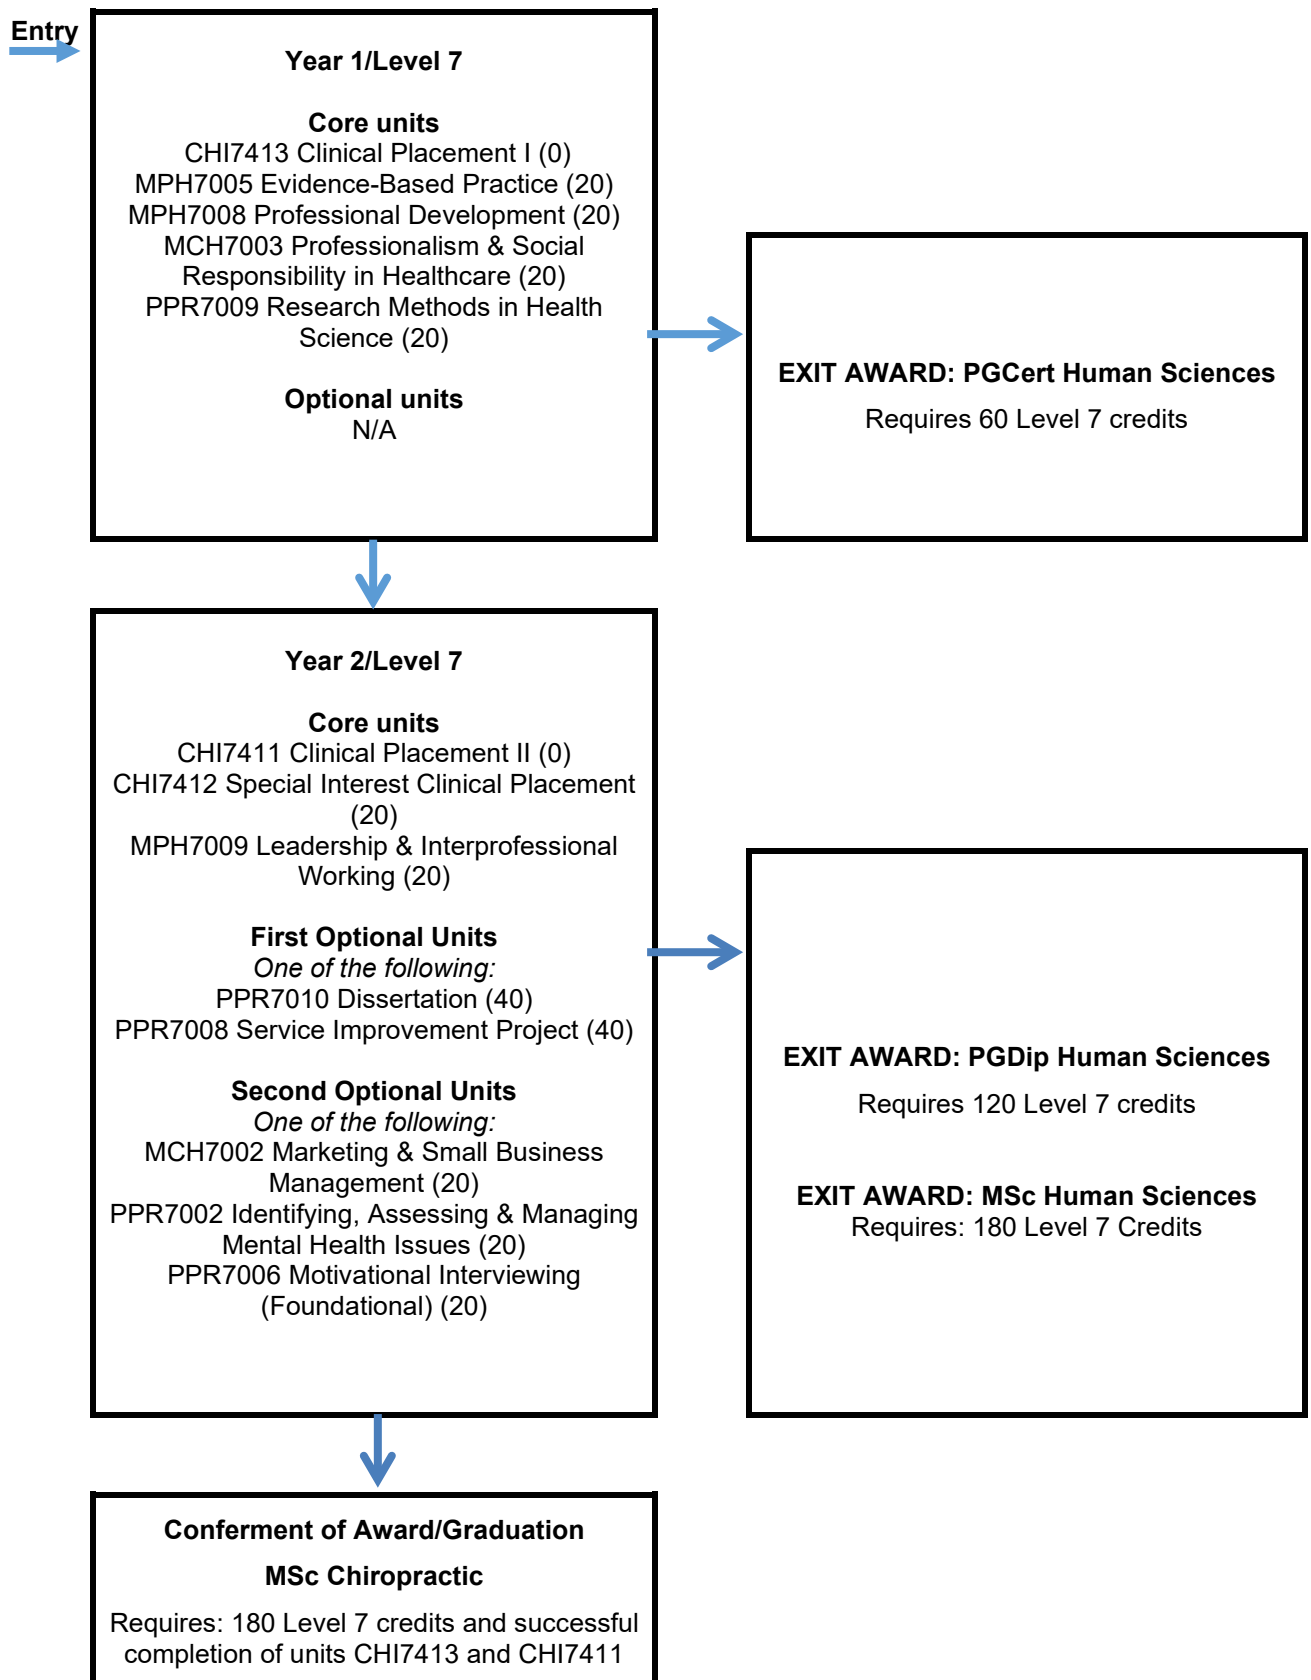 Entry
Year 1/Level 7
Core units
CHI7413 Clinical Placement I (0)
MPH7005 Evidence-Based Practice (20)
MPH7008 Professional Development (20)
MCH7003 Professionalism & Social
Responsibility in Healthcare (20)
PPR7009 Research Methods in Health
Science (20)
Optional units
N/A
EXIT AWARD: PGCert Human Sciences
Requires 60 Level 7 credits
Year 2/Level 7
Core units
CHI7411 Clinical Placement II (0)
CHI7412 Special Interest Clinical Placement
(20)
MPH7009 Leadership & Interprofessional
Working (20)
First Optional Units
One of the following:
PPR7010 Dissertation (40)
PPR7008 Service Improvement Project (40)
Second Optional Units
One of the following:
MCH7002 Marketing & Small Business
Management (20)
PPR7002 Identifying, Assessing & Managing
Mental Health Issues (20)
PPR7006 Motivational Interviewing
(Foundational) (20)
EXIT AWARD: PGDip Human Sciences
Requires 120 Level 7 credits
EXIT AWARD: MSc Human Sciences
Requires: 180 Level 7 Credits
Conferment of Award/Graduation
MSc Chiropractic
Requires: 180 Level 7 credits and successful
completion of units CHI7413 and CHI7411